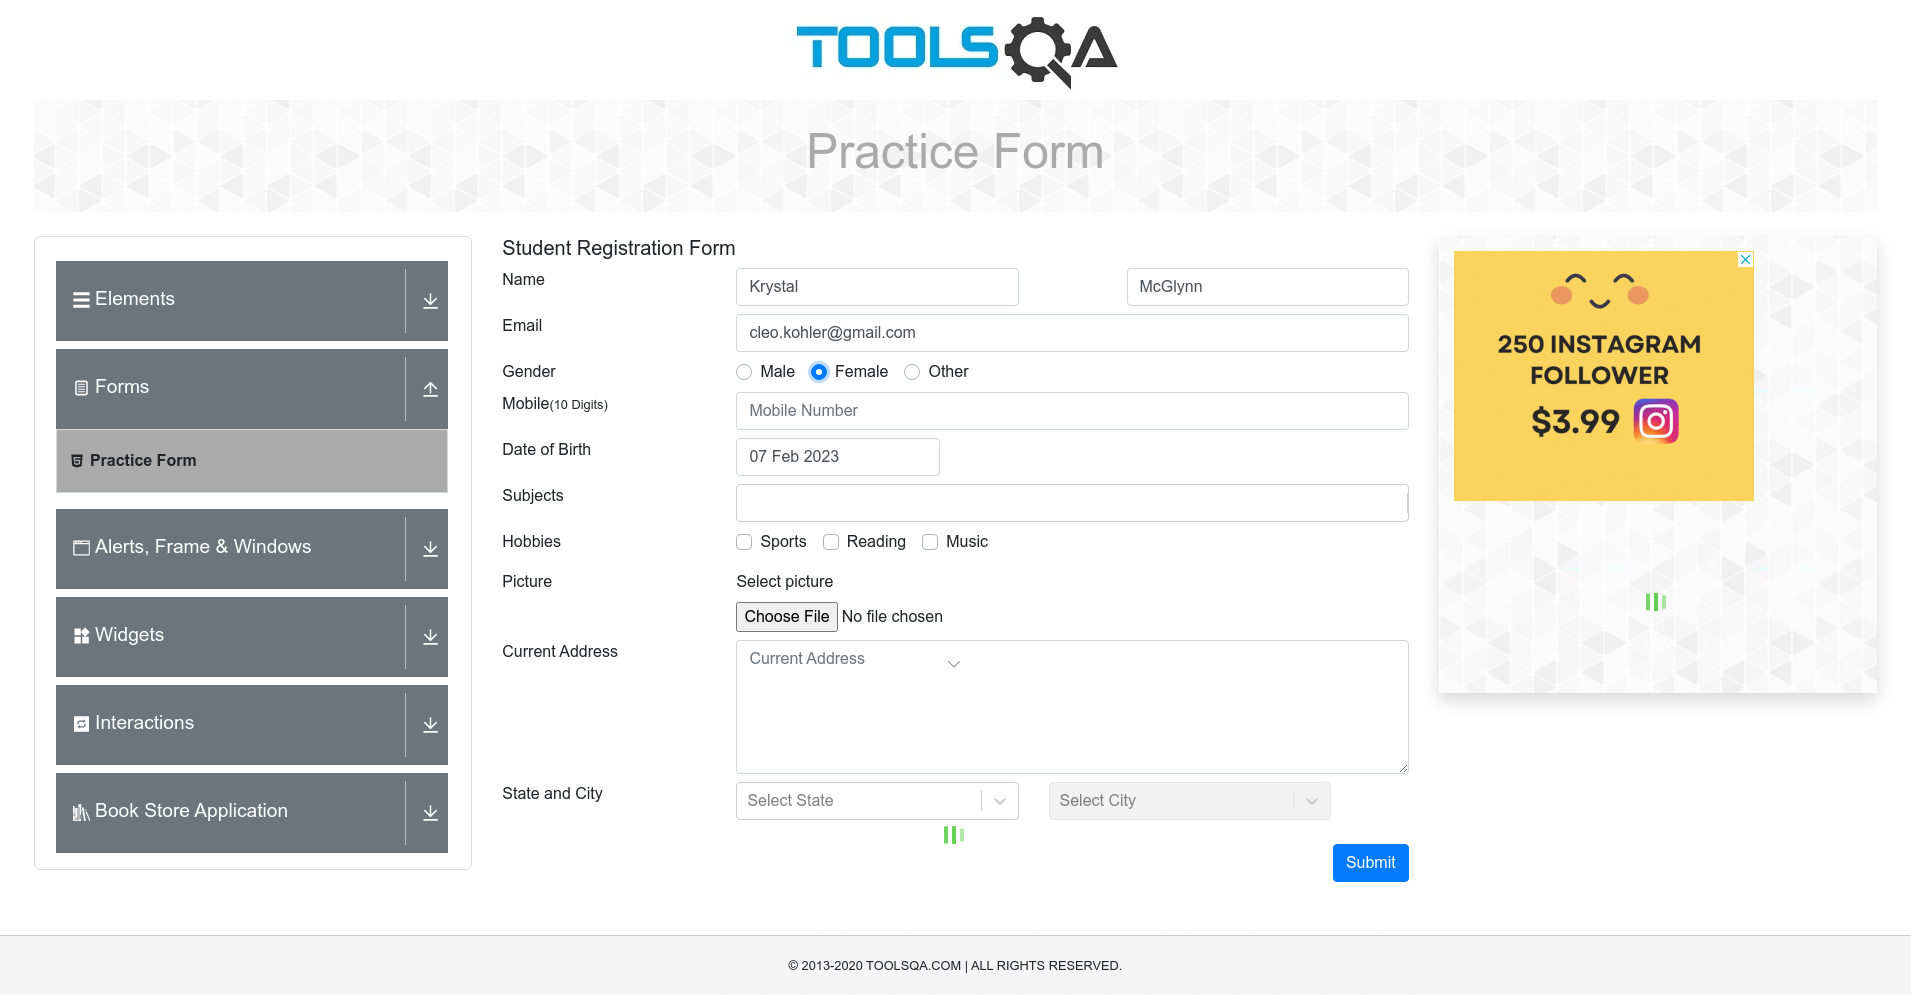 TOOLSQA
Practice Form
Elements
Forms
Practice Form
Alerts, Frame & Windows
Widgets
Interactions
Book Store Application
Student Registration Form
Name
Krystal
McGlynn
Email
cleo.kohler@gmail.com
Gender
Male
Female
Other
Mobile(10 Digits)
Mobile Number
Date of Birth
07 Feb 2023
Subjects
Hobbies
Sports
Reading
Music
Picture
Select picture
Choose File No file chosen
Current Address
Current Address
State and City
Select State
Select City
Submit
250 INSTAGRAM
FOLLOWER
$3.99
© 2013-2020 TOOLSQA.COM | ALL RIGHTS RESERVED.